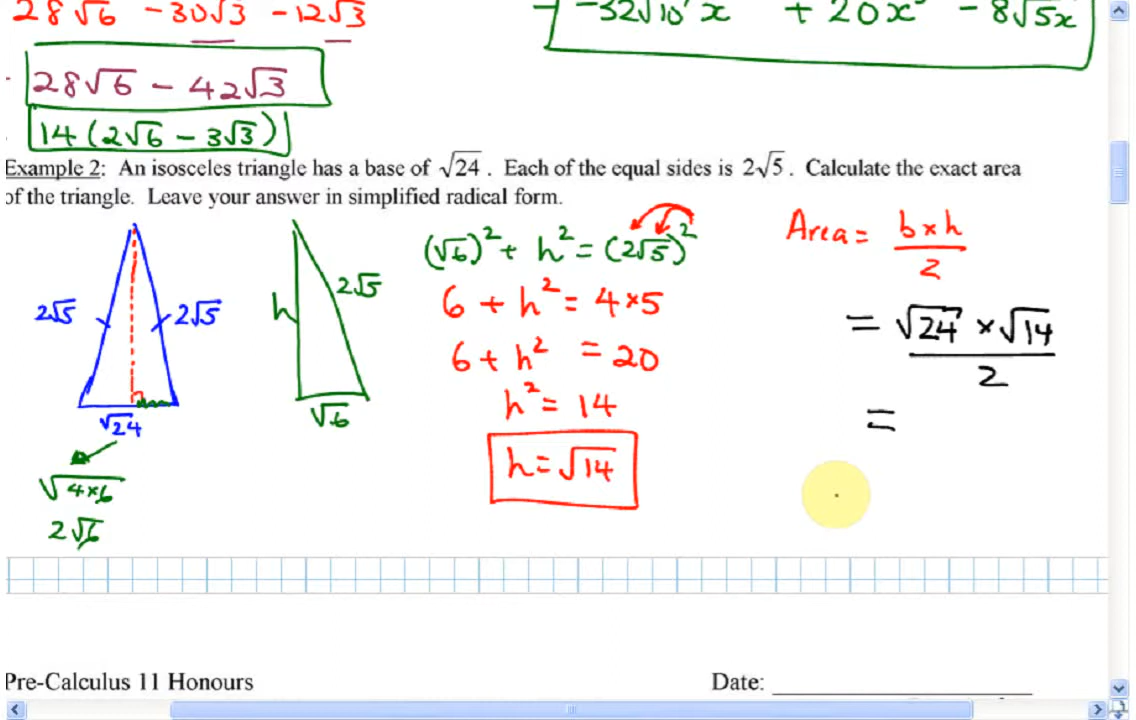 28√6 - 30√3 - 12√3
-32√10 x + 20x - 8√5x
28√6 - 42√3
14(2√6 - 3√3)
Example 2: An isosceles triangle has a base of √24. Each of the equal sides is 2√5. Calculate the exact area
of the triangle. Leave your answer in simplified radical form.
2√5
2√5
√24
√4×6
2√6
h
2√5
√6
(√6)² + h² = (2√5)²
6 + h² = 4×5
6 + h² = 20
h² = 14
h = √14
Area = b×h
2
= √24 × √14
2
=
Pre-Calculus 11 Honours
Date: